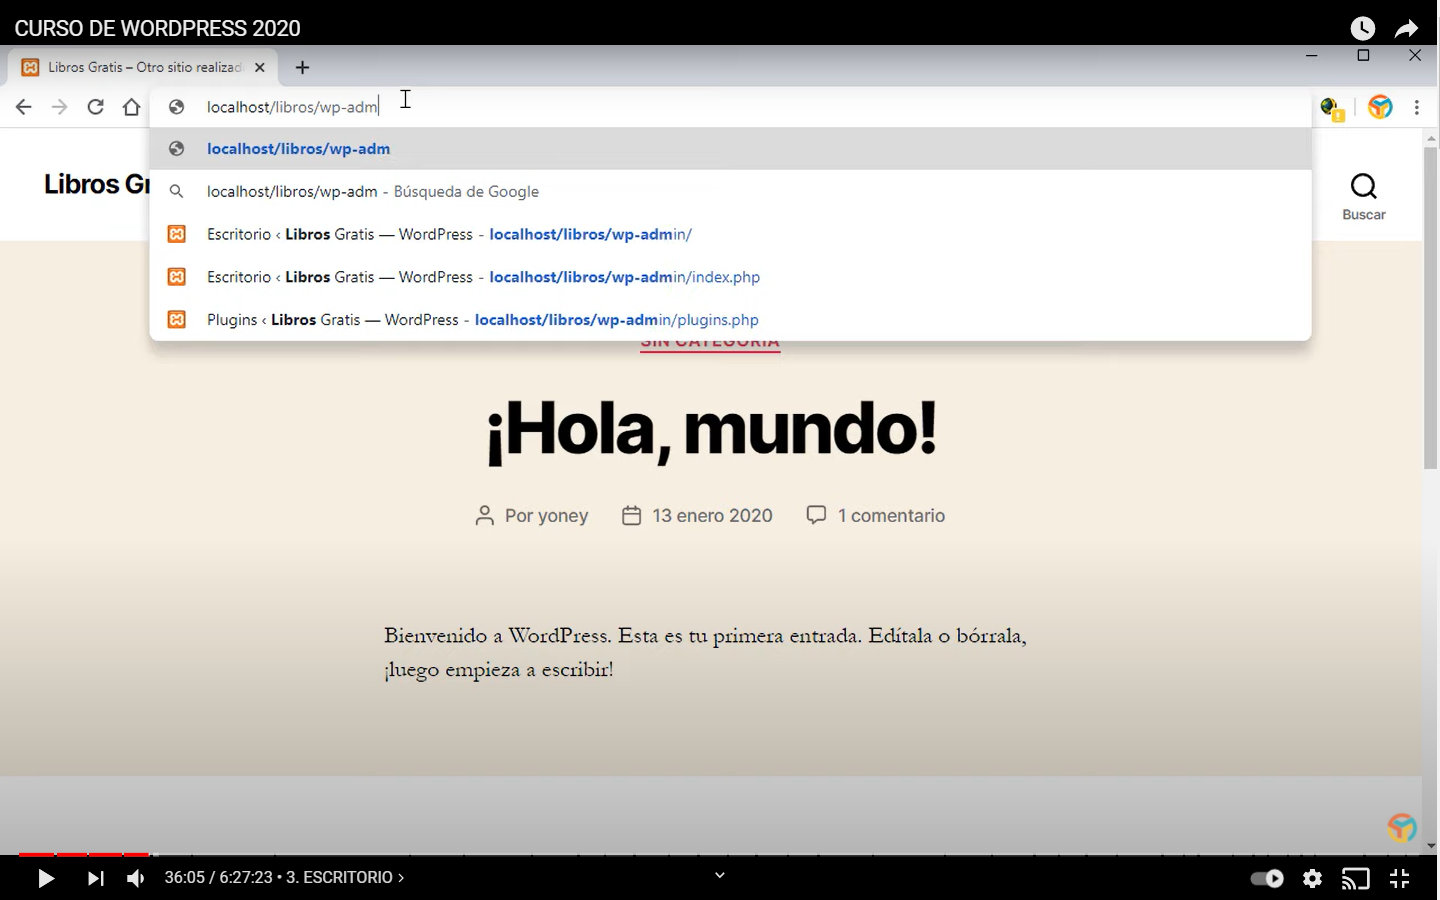 CURSO DE WORDPRESS 2020
Libros Gratis – Otro sitio realizad
localhost/libros/wp-adm
localhost/libros/wp-adm
localhost/libros/wp-adm - Búsqueda de Google
Escritorio ‹ Libros Gratis — WordPress - localhost/libros/wp-admin/
Escritorio ‹ Libros Gratis — WordPress - localhost/libros/wp-admin/index.php
Plugins ‹ Libros Gratis — WordPress - localhost/libros/wp-admin/plugins.php
Libros Gr
Buscar
SIN CATEGORÍA
¡Hola, mundo!
Por yoney 13 enero 2020 1 comentario
Bienvenido a WordPress. Esta es tu primera entrada. Edítala o bórrala,
¡luego empieza a escribir!
36:05 / 6:27:23 • 3. ESCRITORIO ›